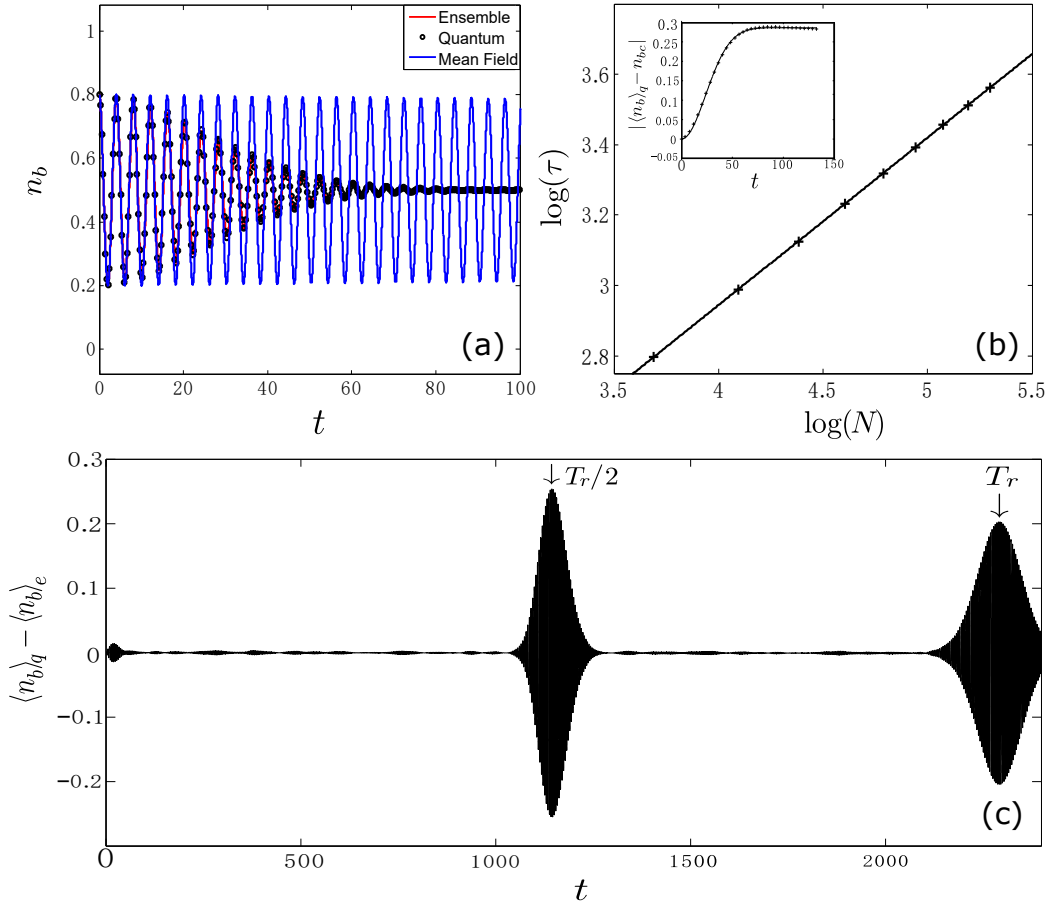 1
0.8
0.6
0.4
0.2
0
n_b
0 20 40 60 80 100
t
Ensemble
Quantum
Mean Field
(a)
3.6
3.4
3.2
3
2.8
log(τ)
3.5 4 4.5 5 5.5
log(N)
0.3
0.25
0.2
0.15
0.1
0.05
0
−0.05
|⟨n_b⟩_q − n_bc|
0 50 100 150
t
(b)
0.3
0.2
0.1
0
−0.1
−0.2
⟨n_b⟩_q − ⟨n_b⟩_e
T_r/2
T_r
(c)
0 500 1000 1500 2000
t